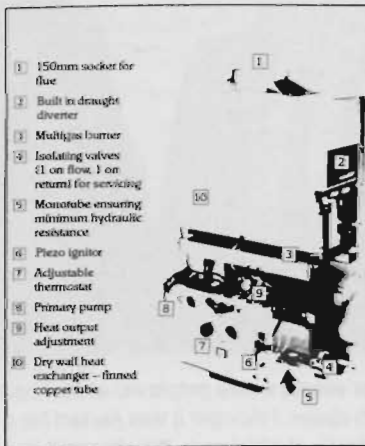 1 150mm socket for
flue
2 Built in draught
diverter
3 Multigas burner
4 Isolating valves
(1 on flow, 1 on
return) for servicing
5 Monotube ensuring
minimum hydraulic
resistance
6 Piezo ignitor
7 Adjustable
thermostat
8 Primary pump
9 Heat output
adjustment
10 Dry wall heat
exchanger – finned
copper tube
1
2
10
3
9
8
7
6
4
5